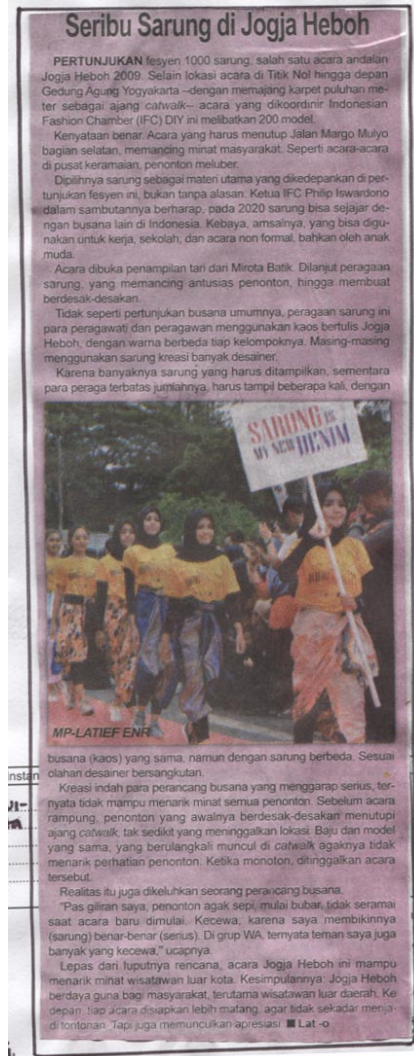 Seribu Sarung di Jogja Heboh
PERTUNJUKAN fesyen 1000 sarung, salah satu acara andalan
Jogja Heboh 2009. Selain lokasi acara di Titik Nol hingga depan
Gedung Agung Yogyakarta –dengan memajang karpet puluhan me-
ter sebagai ajang catwalk-- acara yang dikoordinir Indonesian
Fashion Chamber (IFC) DIY ini melibatkan 200 model.
Kenyataan benar. Acara yang harus menutup Jalan Margo Mulyo
bagian selatan, memancing minat masyarakat. Seperti acara-acara
di pusat keramaian, penonton meluber.
Dipilihnya sarung sebagai materi utama yang dikedepankan di per-
tunjukan fesyen ini, bukan tanpa alasan. Ketua IFC Philip Iswardono
dalam sambutannya berharap, pada 2020 sarung bisa sejajar de-
ngan busana lain di Indonesia. Kebaya, amsalnya, yang bisa digu-
nakan untuk kerja, sekolah, dan acara non formal, bahkan oleh anak
muda.
Acara dibuka penampilan tari dari Mirota Batik. Dilanjut peragaan
sarung, yang memancing antusias penonton, hingga membuat
berdesak-desakan.
Tidak seperti pertunjukan busana umumnya, peragaan sarung ini
para peragawati dan peragawan menggunakan kaos bertulis Jogja
Heboh, dengan warna berbeda tiap kelompoknya. Masing-masing
menggunakan sarung kreasi banyak desainer.
Karena banyaknya sarung yang harus ditampilkan, sementara
para peraga terbatas jumlahnya, harus tampil beberapa kali, dengan
SARUNG IS
MY NEW DENIM
MP-LATIEF ENR
busana (kaos) yang sama, namun dengan sarung berbeda. Sesuai
olahan desainer bersangkutan.
Kreasi indah para perancang busana yang menggarap serius, ter-
nyata tidak mampu menarik minat semua penonton. Sebelum acara
rampung, penonton yang awalnya berdesak-desakan menutupi
ajang catwalk, tak sedikit yang meninggalkan lokasi. Baju dan model
yang sama, yang berulangkali muncul di catwalk agaknya tidak
menarik perhatian penonton. Ketika monoton, ditinggalkan acara
tersebut.
Realitas itu juga dikeluhkan seorang perancang busana.
"Pas giliran saya, penonton agak sepi, mulai bubar, tidak seramai
saat acara baru dimulai. Kecewa, karena saya membikinnya
(sarung) benar-benar (serius). Di grup WA, ternyata teman saya juga
banyak yang kecewa," ucapnya.
Lepas dari luputnya rencana, acara Jogja Heboh ini mampu
menarik minat wisatawan luar kota. Kesimpulannya: Jogja Heboh
berdaya guna bagi masyarakat, terutama wisatawan luar daerah. Ke
depan, tiap acara disiapkan lebih matang, agar tidak sekadar menja-
di tontonan. Tapi juga memunculkan apresiasi. ■ Lat -o
nstan